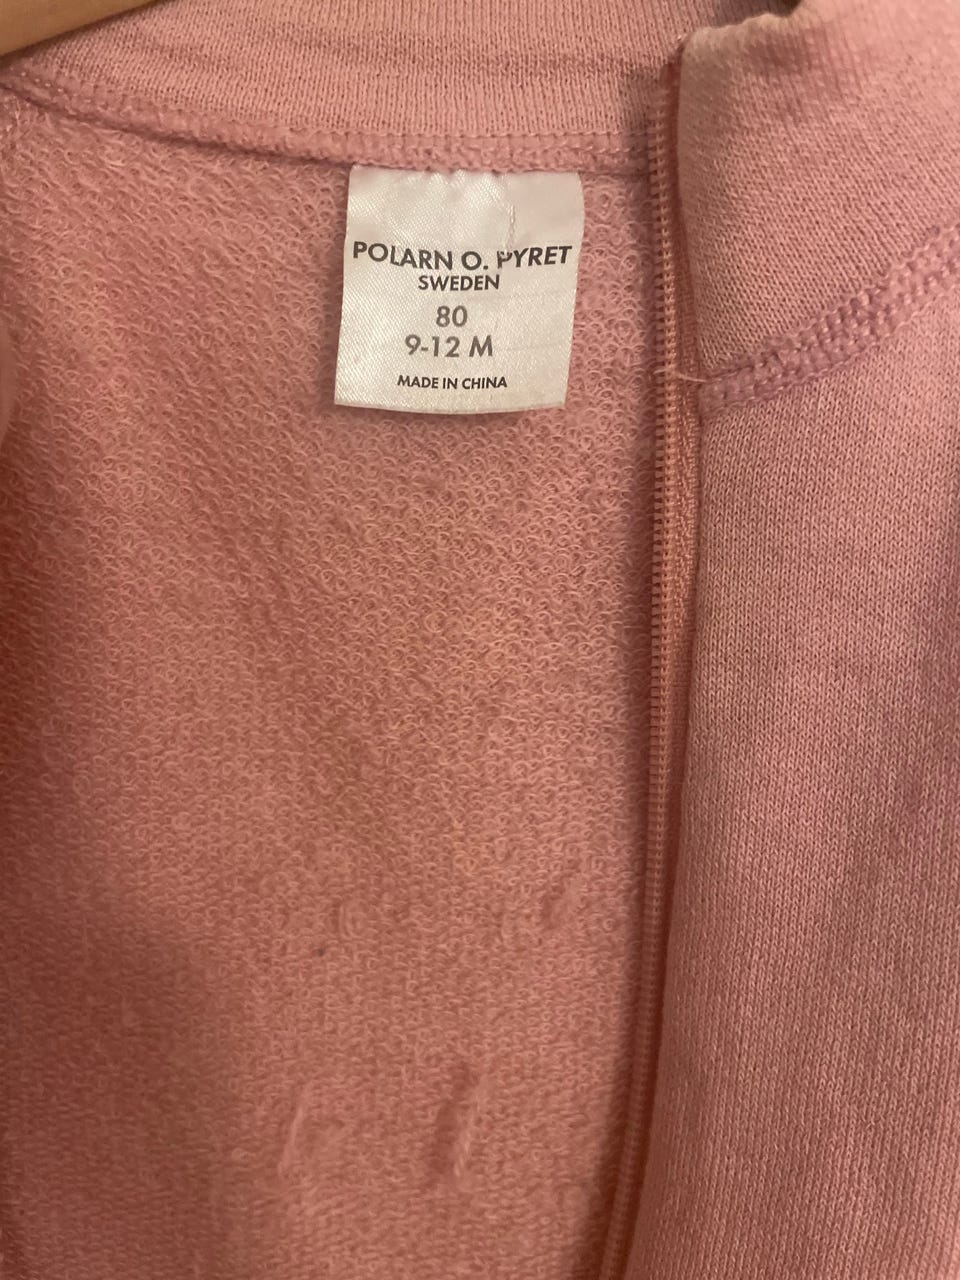 POLARN O. PYRET
SWEDEN
80
9-12 M
MADE IN CHINA